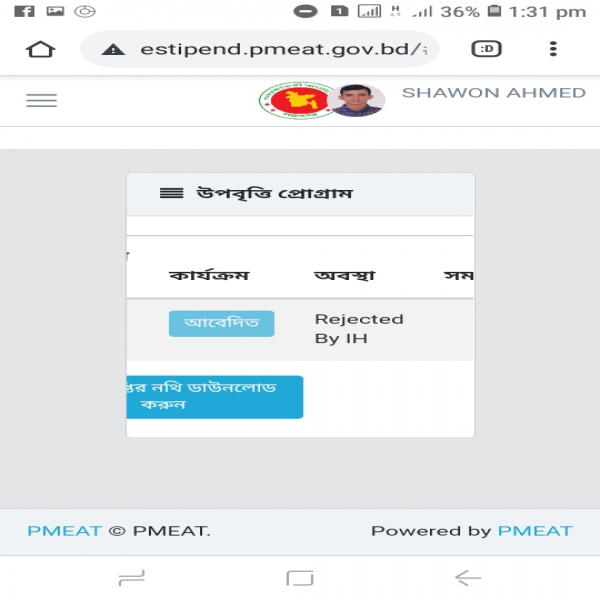 36% 1:31 pm
estipend.pmeat.gov.bd/
:D
SHAWON AHMED
উপবৃত্তি প্রোগ্রাম
কার্যক্রম অবস্থা সম
আবেদিত Rejected
By IH
নথি ডাউনলোড
করুন
PMEAT © PMEAT. Powered by PMEAT